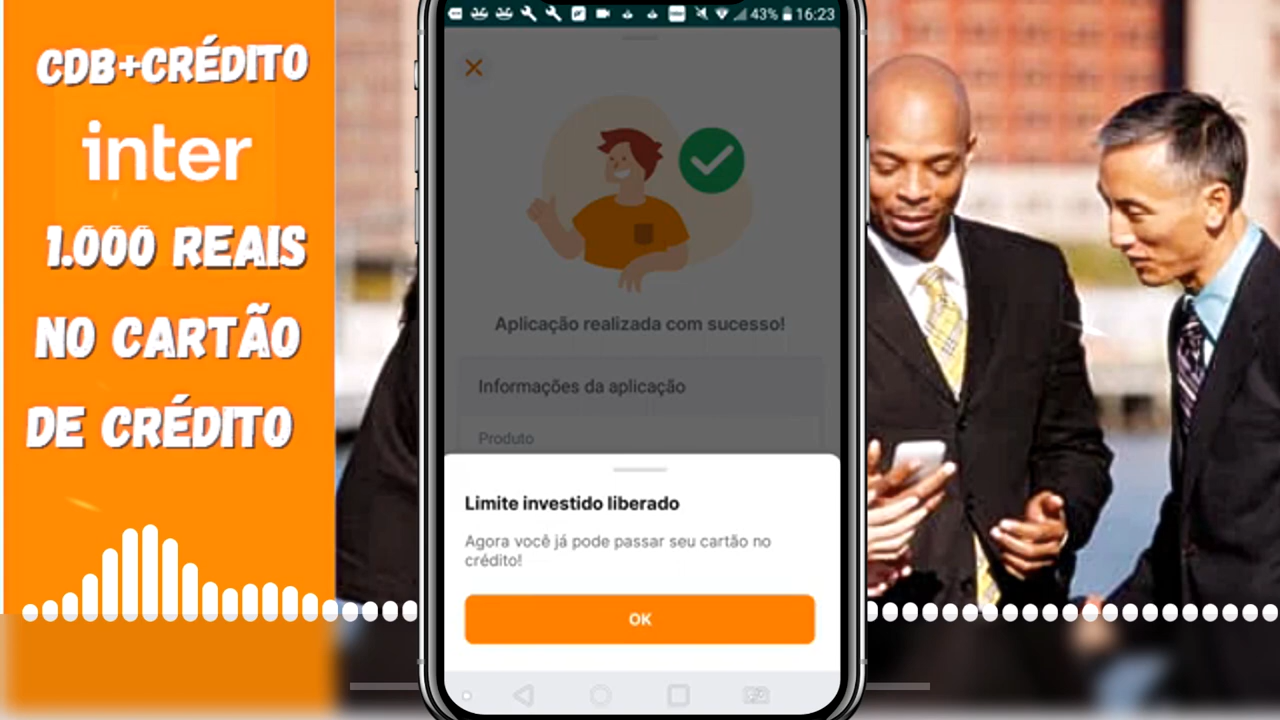 CDB+CRÉDITO
inter
1.000 REAIS
NO CARTÃO
DE CRÉDITO
43% 16:23
Aplicação realizada com sucesso!
Informações da aplicação
Produto
Limite investido liberado
Agora você já pode passar seu cartão no
crédito!
OK